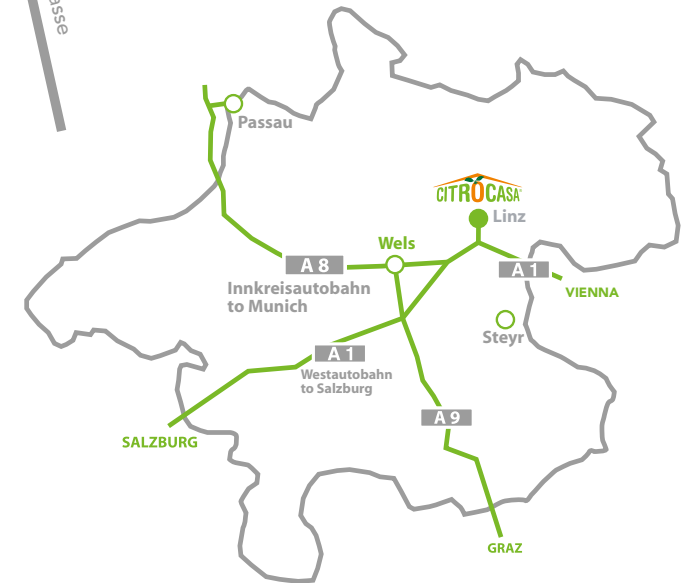 asse
Passau
CITROCASA
Linz
Wels
A 8
A 1
Innkreisautobahn
to Munich
VIENNA
Steyr
A 1
Westautobahn
to Salzburg
A 9
SALZBURG
GRAZ